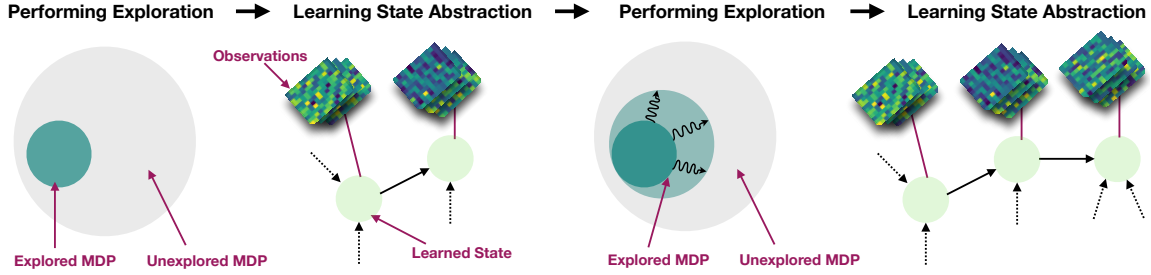 Performing Exploration
Learning State Abstraction
Performing Exploration
Learning State Abstraction
Observations
Explored MDP
Unexplored MDP
Learned State
Explored MDP
Unexplored MDP